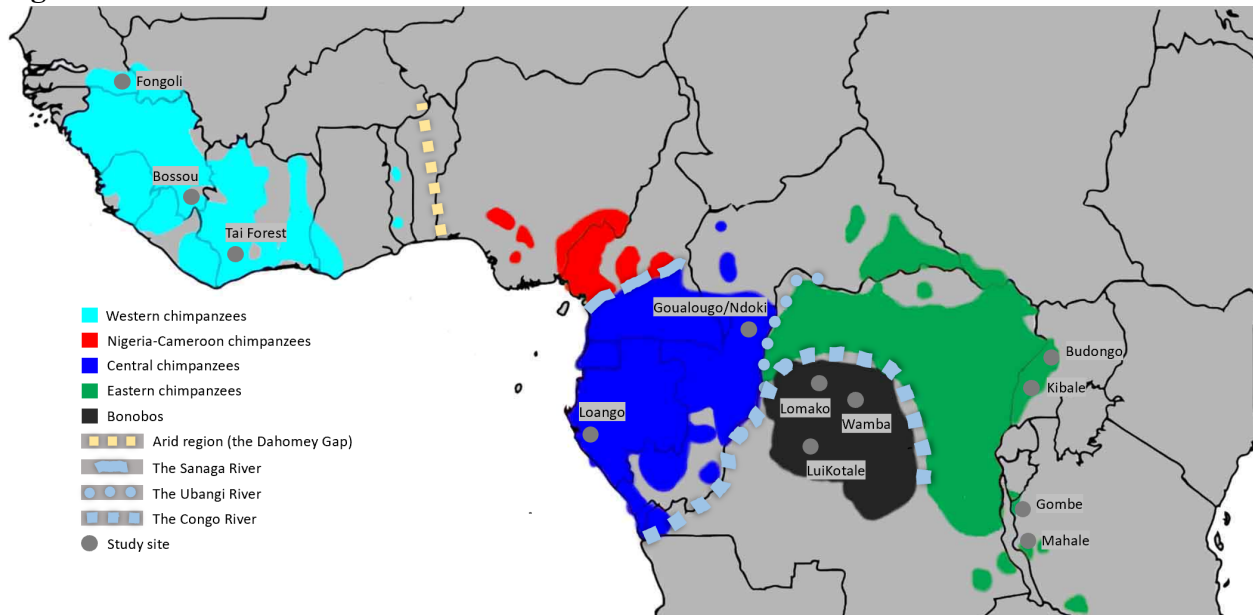 Fongoli
Bossou
Tai Forest
Goualougo/Ndoki
Loango
Lomako
Wamba
LuiKotale
Budongo
Kibale
Gombe
Mahale
Western chimpanzees
Nigeria-Cameroon chimpanzees
Central chimpanzees
Eastern chimpanzees
Bonobos
Arid region (the Dahomey Gap)
The Sanaga River
The Ubangi River
The Congo River
Study site